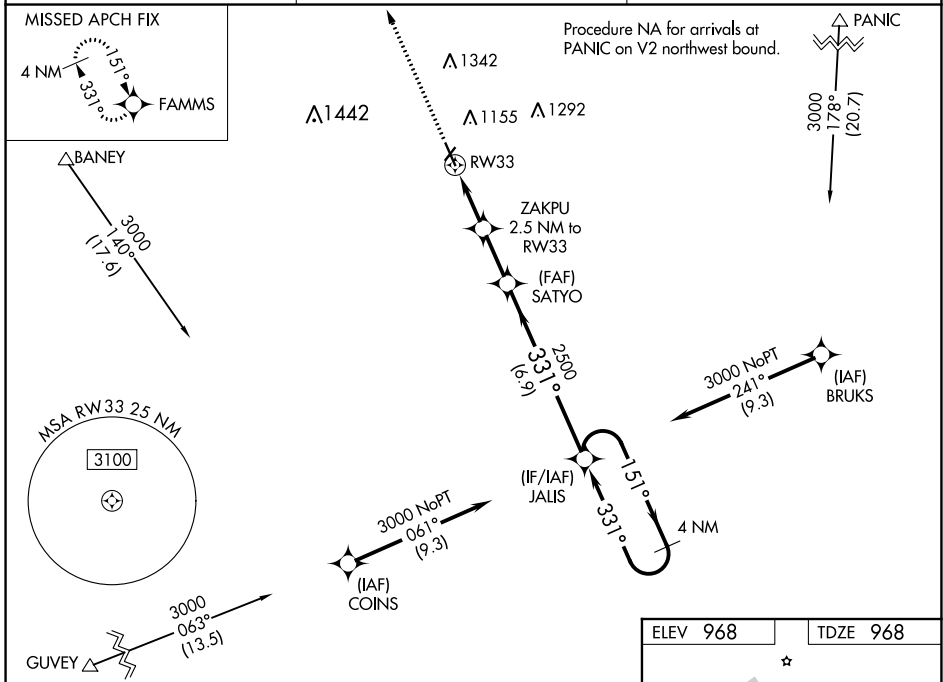 MISSED APCH FIX
4 NM
151°
331°
FAMMS
Procedure NA for arrivals at
PANIC on V2 northwest bound.
PANIC
3000
178°
(20.7)
1342
1442
1155
1292
RW33
BANEY
3000
140°
(17.6)
ZAKPU
2.5 NM to
RW33
(FAF)
SATYO
2500
331°
(6.9)
3000 NoPT
241°
(9.3)
(IAF)
BRUKS
MSA RW33 25 NM
3100
(IF/IAF)
JALIS
151°
331°
4 NM
3000 NoPT
061°
(9.3)
(IAF)
COINS
3000
063°
(13.5)
GUVEY
ELEV 968
TDZE 968